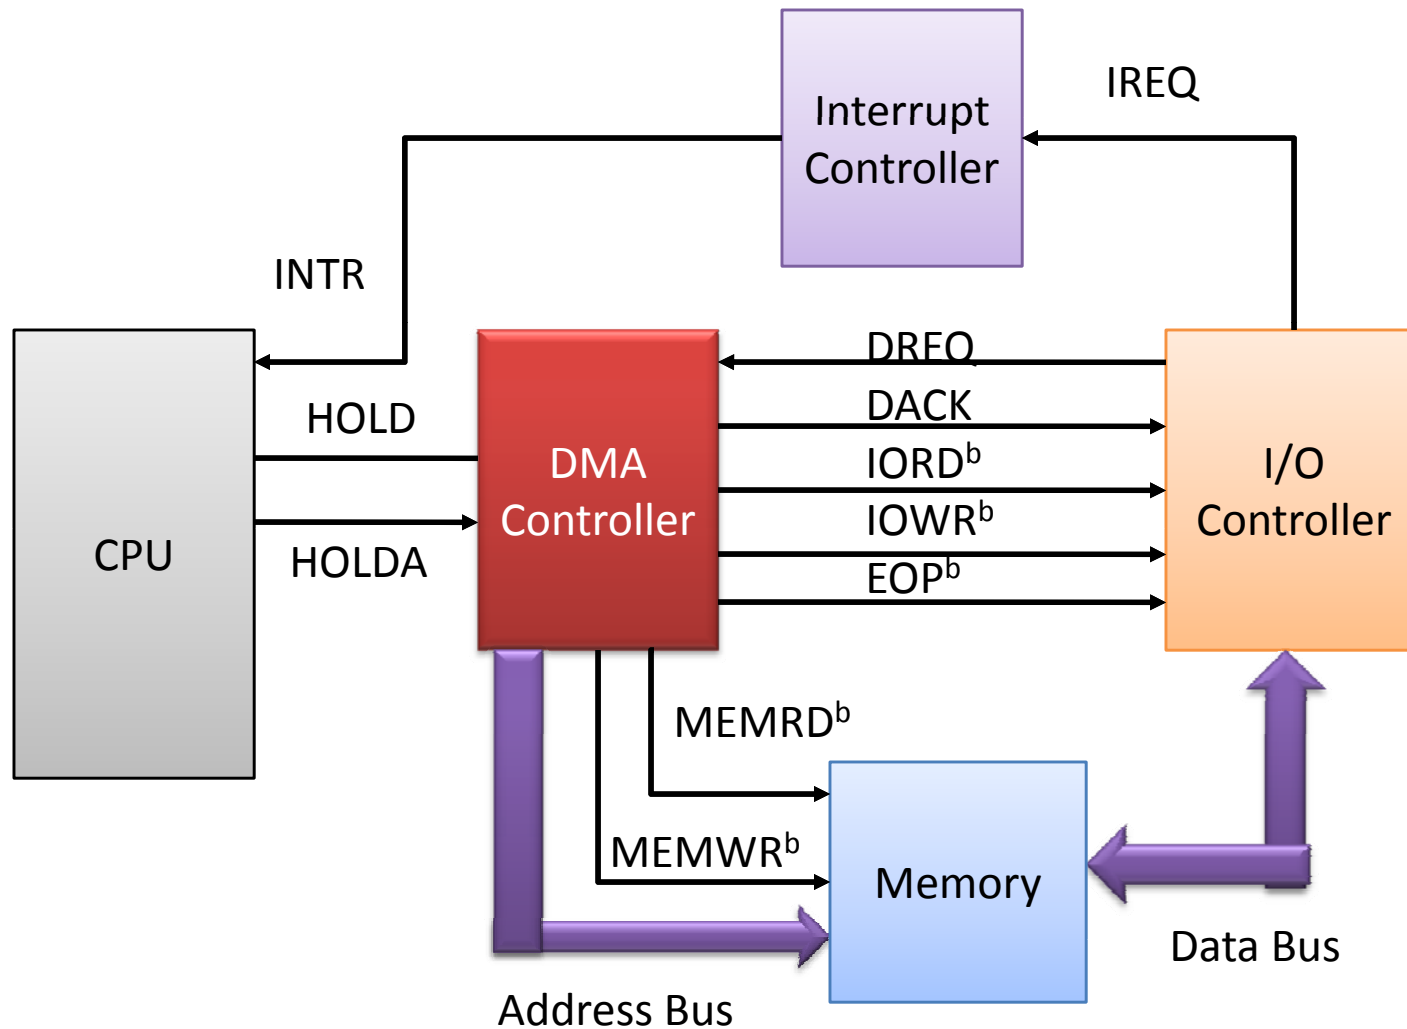 Interrupt
Controller
IREQ
INTR
HOLD
HOLDA
CPU
DMA
Controller
DREQ
DACK
IORDᵇ
IOWRᵇ
EOPᵇ
I/O
Controller
MEMRDᵇ
MEMWRᵇ
Memory
Data Bus
Address Bus